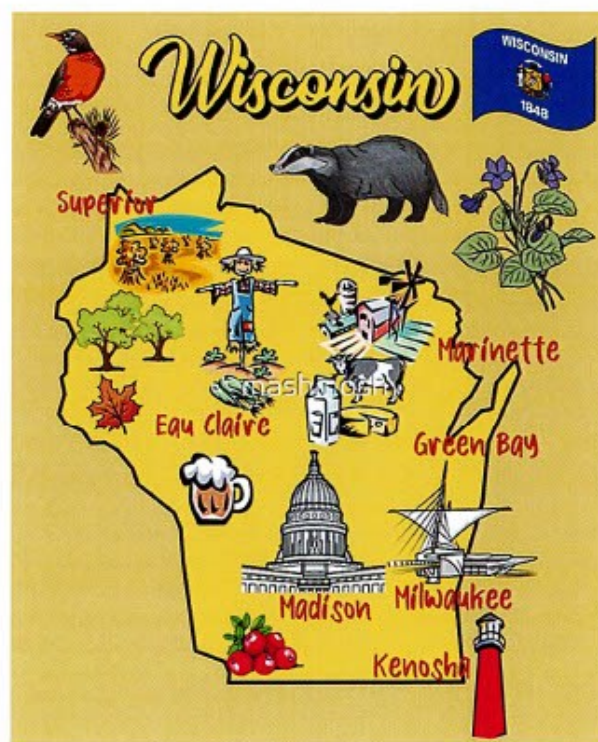 Wisconsin
WISCONSIN
1848
Superior
Marinette
Eau Claire
Green Bay
Madison
Milwaukee
Kenosha